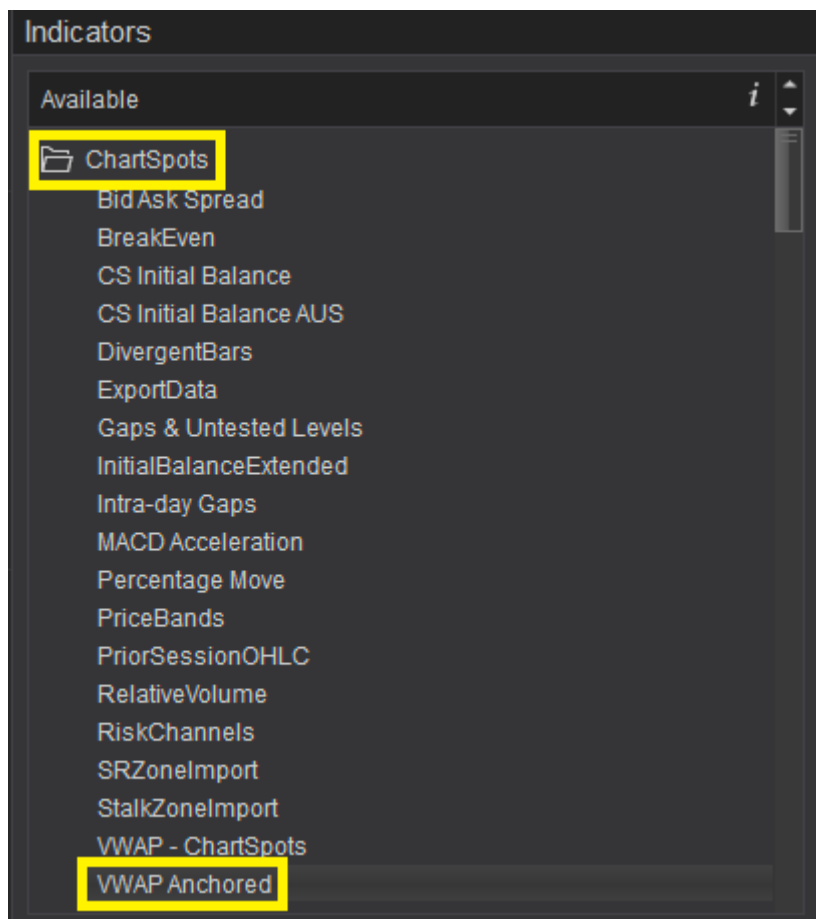 Indicators
Available i
ChartSpots
Bid Ask Spread
BreakEven
CS Initial Balance
CS Initial Balance AUS
DivergentBars
ExportData
Gaps & Untested Levels
InitialBalanceExtended
Intra-day Gaps
MACD Acceleration
Percentage Move
PriceBands
PriorSessionOHLC
RelativeVolume
RiskChannels
SRZoneImport
StalkZoneImport
VWAP - ChartSpots
VWAP Anchored